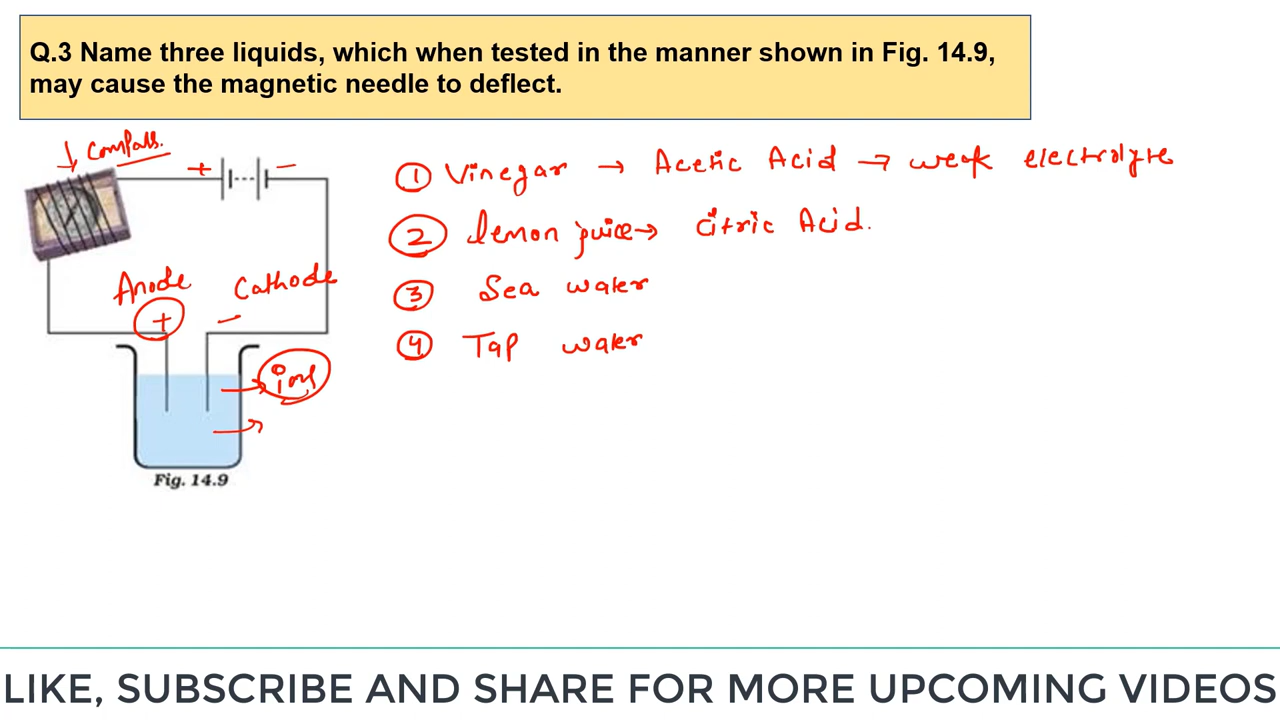 Q.3 Name three liquids, which when tested in the manner shown in Fig. 14.9,
may cause the magnetic needle to deflect.
↓ Compass.
+ −
① Vinegar → Acetic Acid → weak electrolytes
② lemon juice → citric Acid.
Anode Cathode
③ Sea water
+ −
④ Tap water
ions
Fig. 14.9
LIKE, SUBSCRIBE AND SHARE FOR MORE UPCOMING VIDEOS